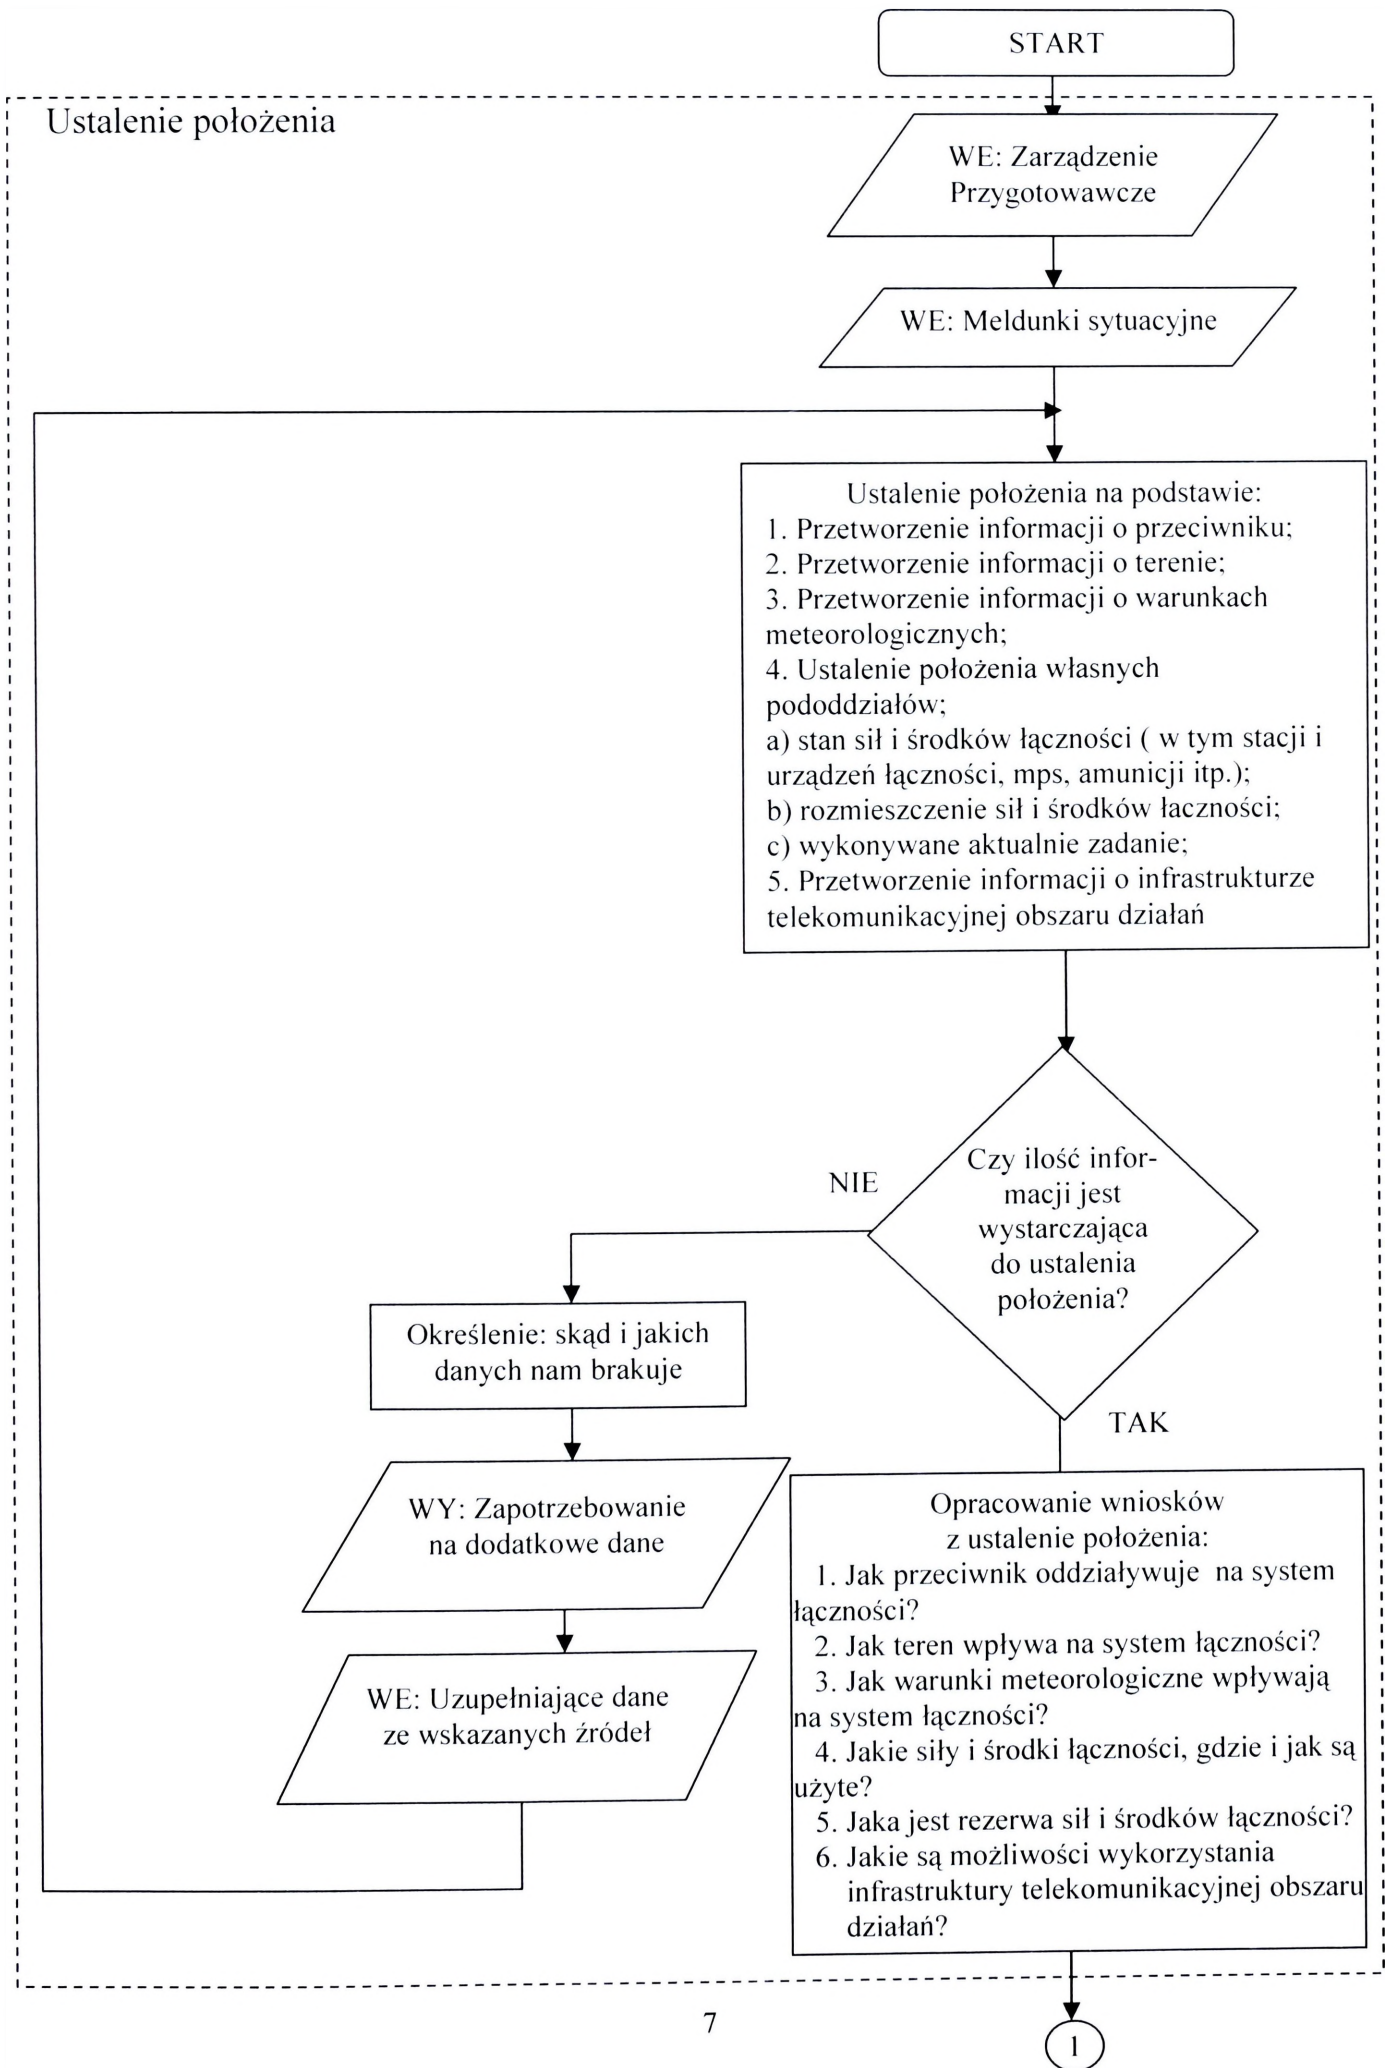 START
Ustalenie położenia
WE: Zarządzenie
Przygotowawcze
WE: Meldunki sytuacyjne
Ustalenie położenia na podstawie:
1. Przetworzenie informacji o przeciwniku;
2. Przetworzenie informacji o terenie;
3. Przetworzenie informacji o warunkach
meteorologicznych;
4. Ustalenie położenia własnych
pododdziałów;
a) stan sił i środków łączności ( w tym stacji i
urządzeń łączności, mps, amunicji itp.);
b) rozmieszczenie sił i środków łaczności;
c) wykonywane aktualnie zadanie;
5. Przetworzenie informacji o infrastrukturze
telekomunikacyjnej obszaru działań
Czy ilość infor-
macji jest
wystarczająca
do ustalenia
położenia?
NIE
Określenie: skąd i jakich
danych nam brakuje
WY: Zapotrzebowanie
na dodatkowe dane
WE: Uzupełniające dane
ze wskazanych źródeł
TAK
Opracowanie wniosków
z ustalenie położenia:
1. Jak przeciwnik oddziaływuje na system
łączności?
2. Jak teren wpływa na system łączności?
3. Jak warunki meteorologiczne wpływają
na system łączności?
4. Jakie siły i środki łączności, gdzie i jak są
użyte?
5. Jaka jest rezerwa sił i środków łączności?
6. Jakie są możliwości wykorzystania
infrastruktury telekomunikacyjnej obszaru
działań?
7
1